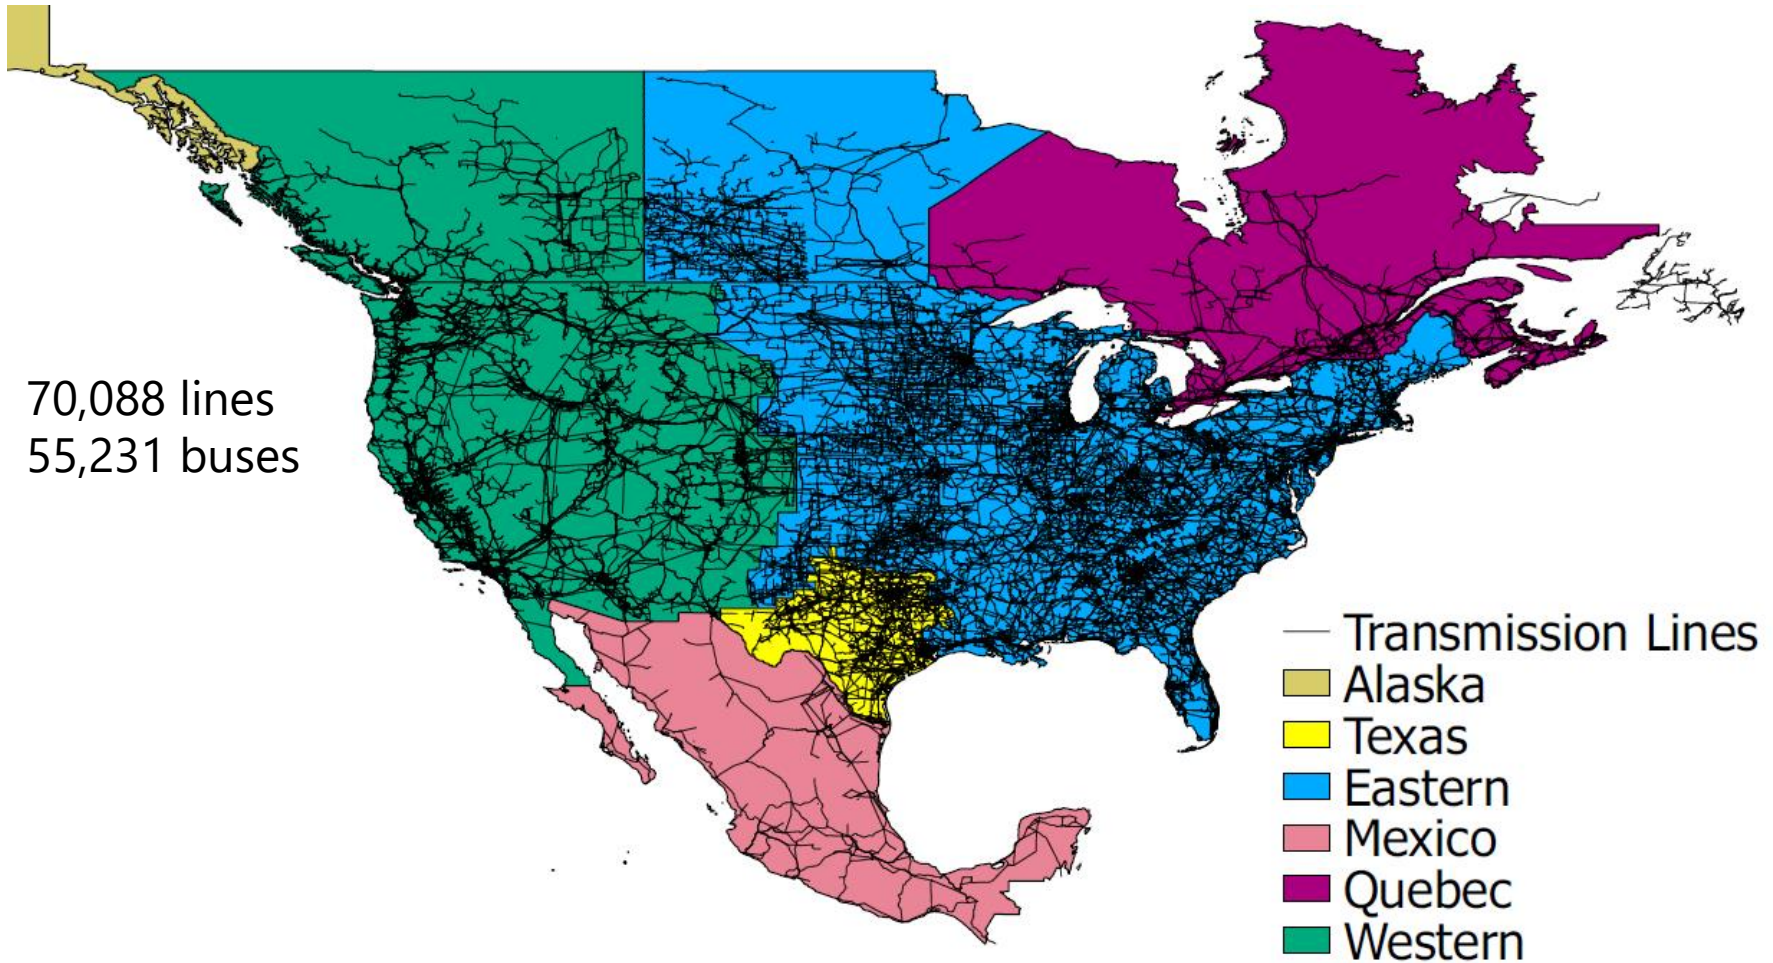 70,088 lines
55,231 buses
Transmission Lines
Alaska
Texas
Eastern
Mexico
Quebec
Western